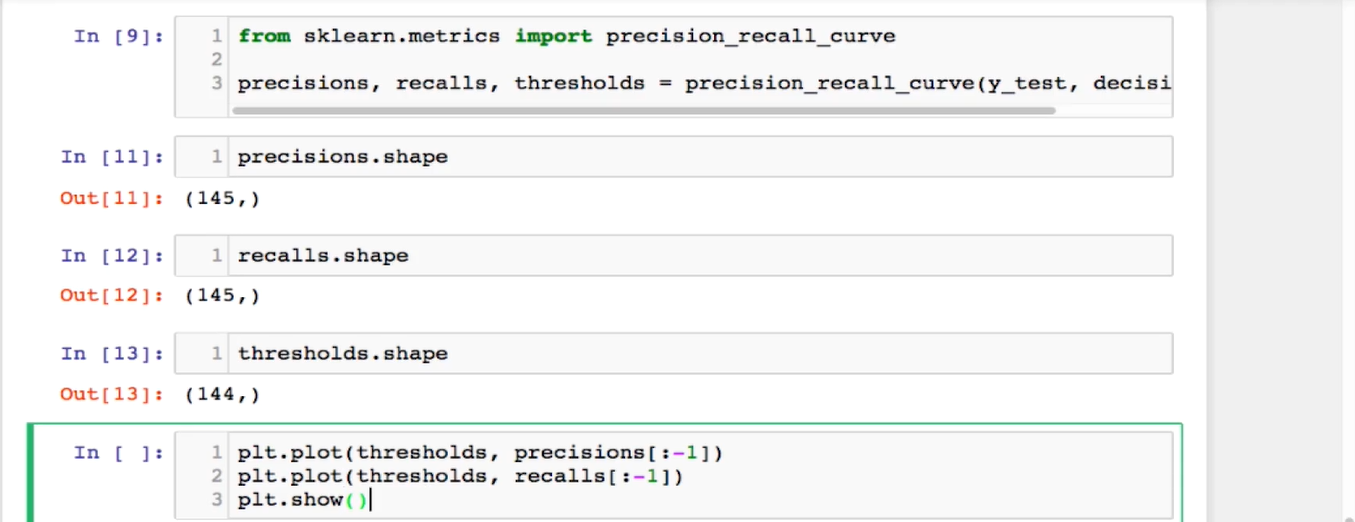 In [9]:
1 from sklearn.metrics import precision_recall_curve
2
3 precisions, recalls, thresholds = precision_recall_curve(y_test, decisi
In [11]:
1 precisions.shape
Out[11]: (145,)
In [12]:
1 recalls.shape
Out[12]: (145,)
In [13]:
1 thresholds.shape
Out[13]: (144,)
In [ ]:
1 plt.plot(thresholds, precisions[:-1])
2 plt.plot(thresholds, recalls[:-1])
3 plt.show()